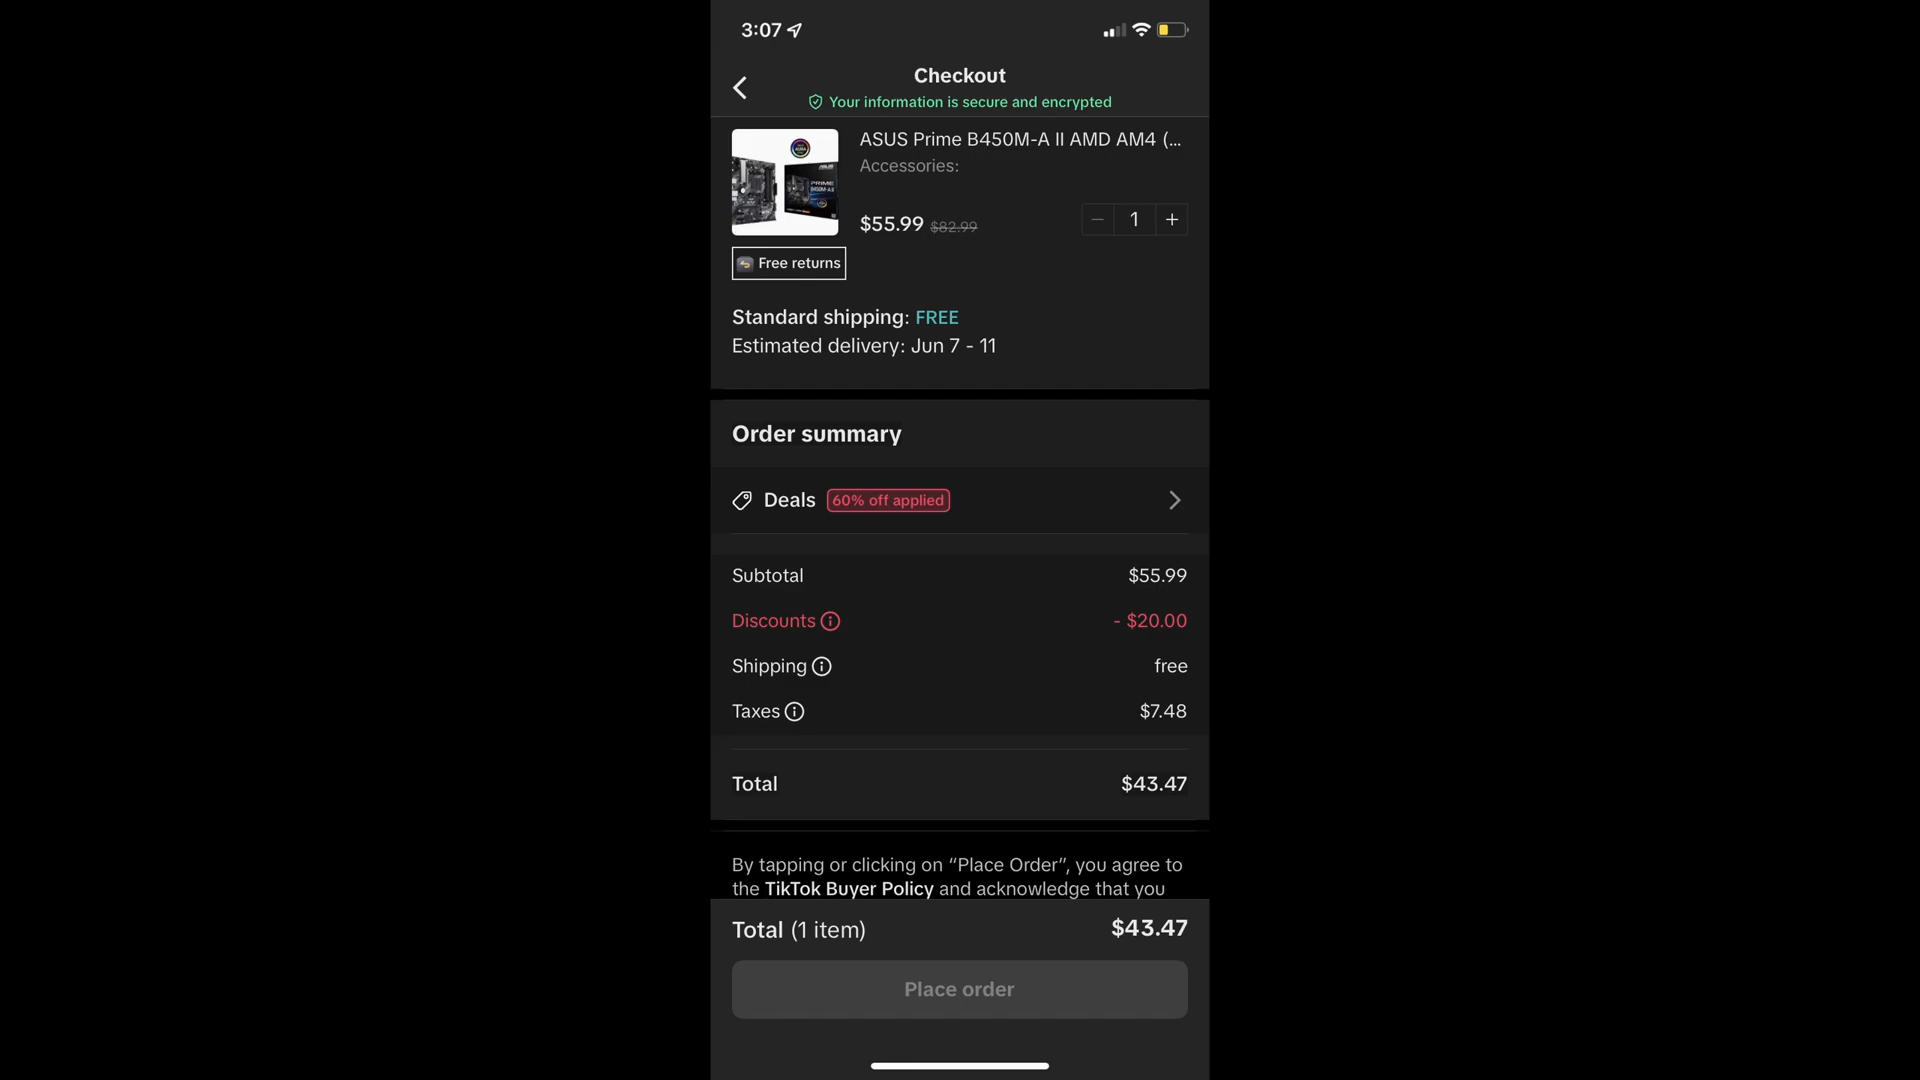 3:07
Checkout
Your information is secure and encrypted
ASUS Prime B450M-A II AMD AM4 (...
Accessories:
$55.99 $82.99
1
Free returns
Standard shipping: FREE
Estimated delivery: Jun 7 - 11
Order summary
Deals 60% off applied
Subtotal $55.99
Discounts - $20.00
Shipping free
Taxes $7.48
Total $43.47
By tapping or clicking on “Place Order”, you agree to
the TikTok Buyer Policy and acknowledge that you
Total (1 item) $43.47
Place order